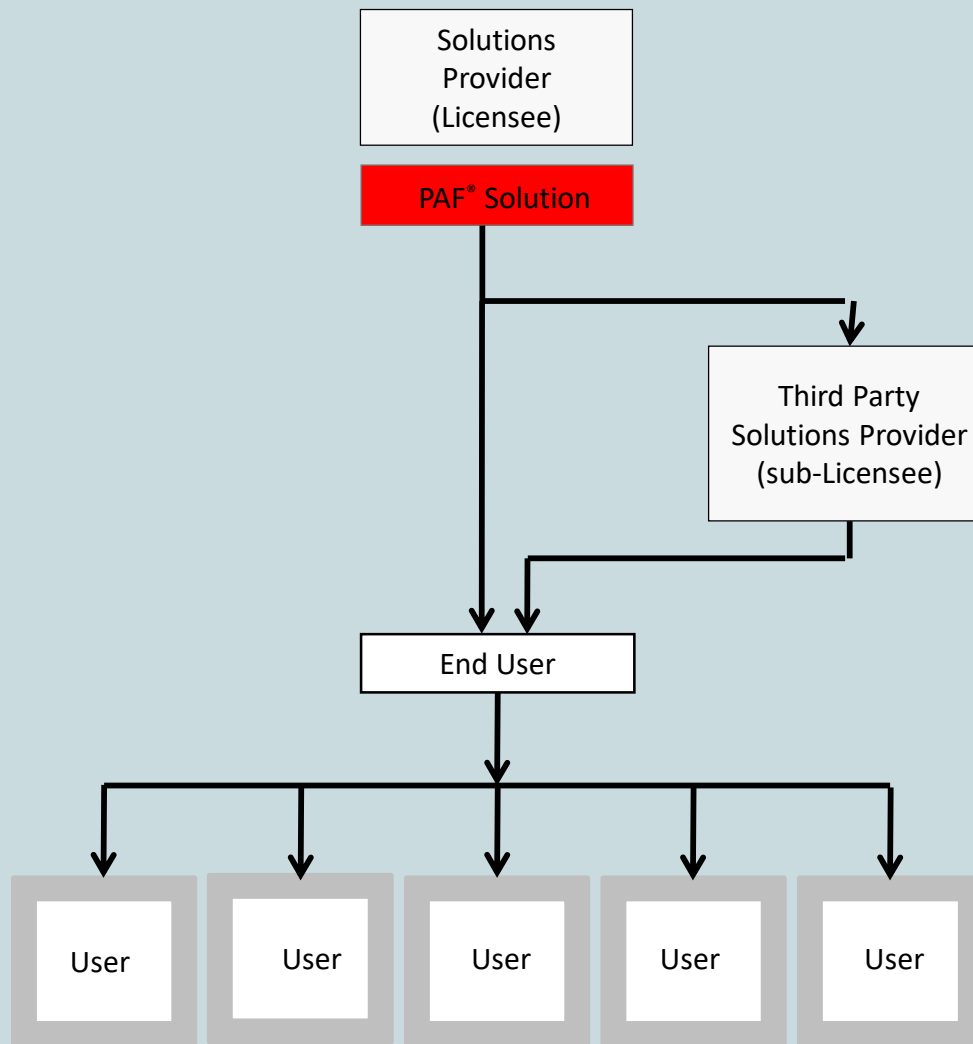 Solutions
Provider
(Licensee)
PAF® Solution
Third Party
Solutions Provider
(sub-Licensee)
End User
User
User
User
User
User